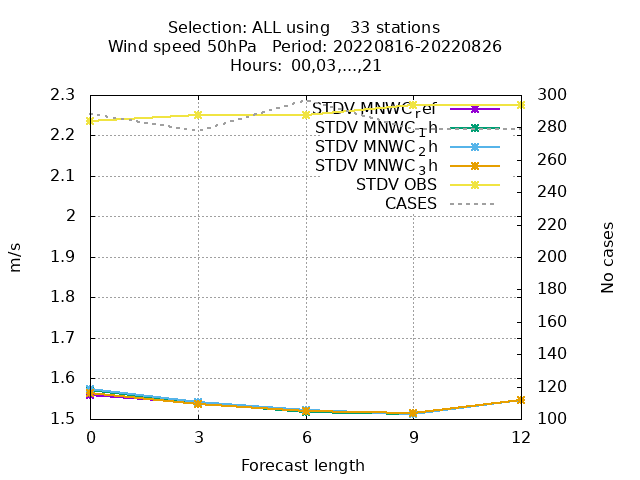 Selection: ALL using    33 stations
Wind speed 50hPa   Period: 20220816-20220826
Hours:  00,03,...,21
2.3
2.2
2.1
2
1.9
1.8
1.7
1.6
1.5
m/s
STDV MNWC_ref
STDV MNWC_1h
STDV MNWC_2h
STDV MNWC_3h
STDV OBS
CASES
300
280
260
240
220
200
180
160
140
120
100
No cases
0 3 6 9 12
Forecast length